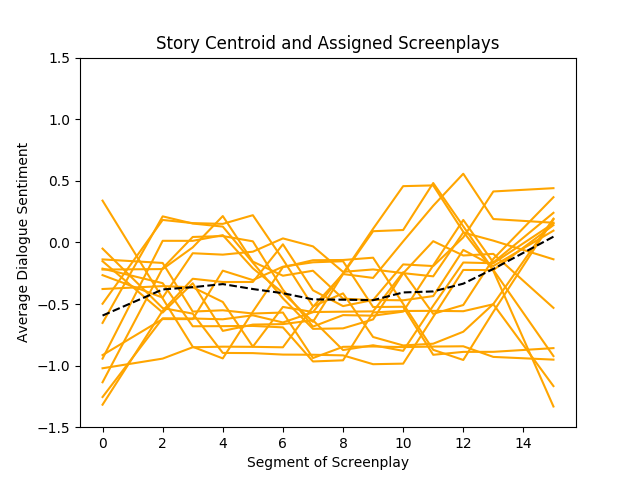 Story Centroid and Assigned Screenplays
1.5
1.0
0.5
0.0
−0.5
−1.0
−1.5
Average Dialogue Sentiment
0 2 4 6 8 10 12 14
Segment of Screenplay